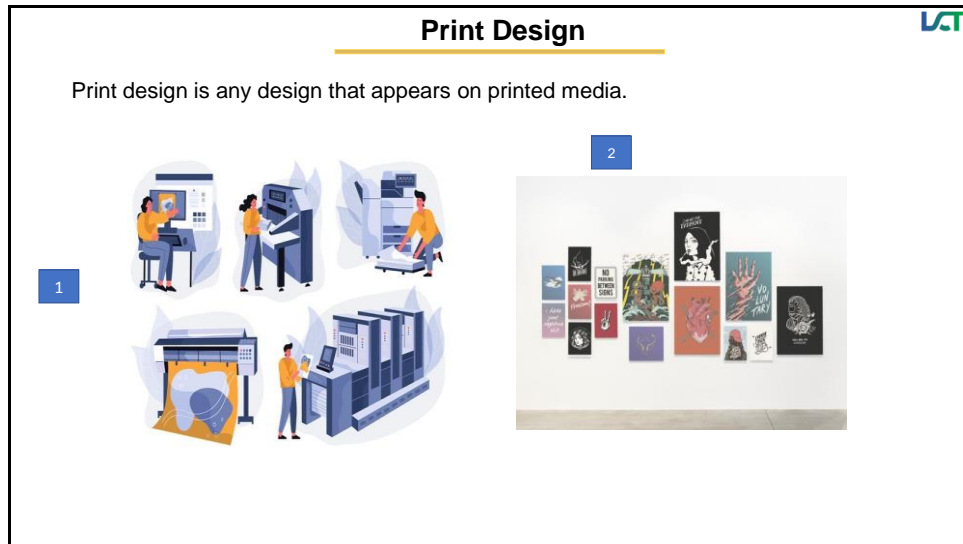 Print Design
LCT
Print design is any design that appears on printed media.
2
1
NO
PARKING
BETWEEN
SIGNS
VO,
LUN
TARY